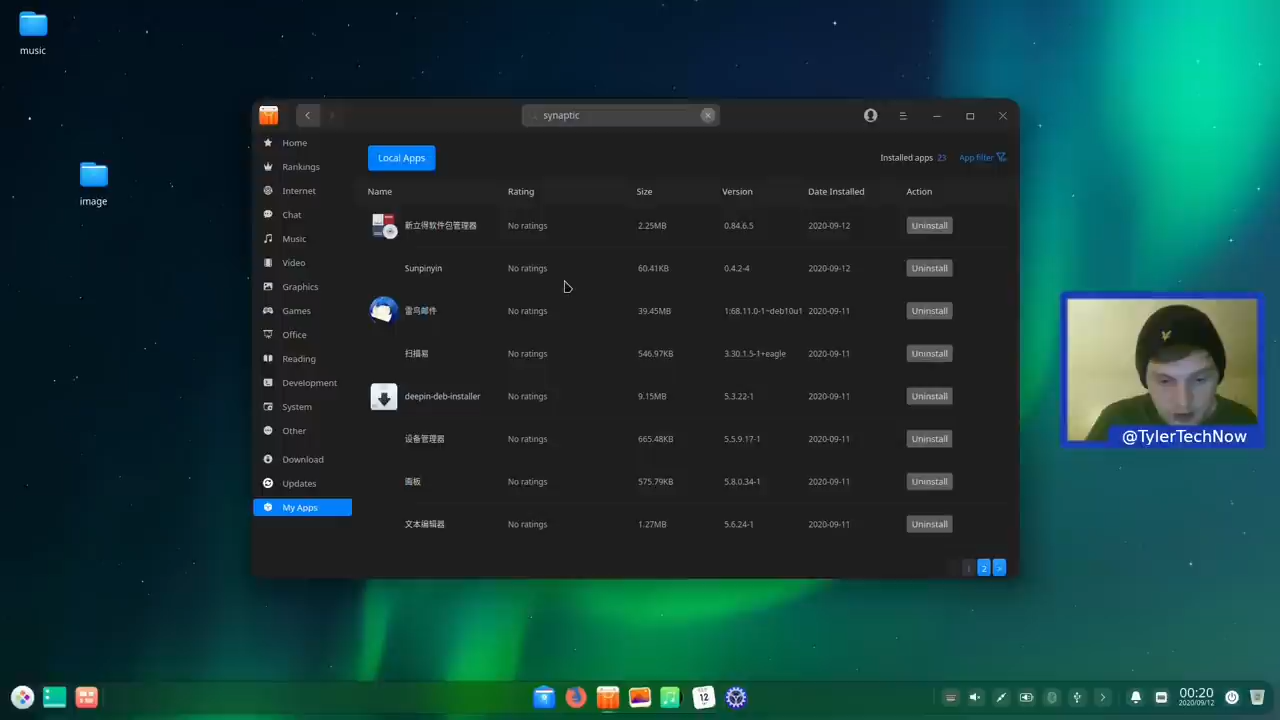 music
image
synaptic
Home
Rankings
Internet
Chat
Music
Video
Graphics
Games
Office
Reading
Development
System
Other
Download
Updates
My Apps
Local Apps
Installed apps 23 App filter
Name Rating Size Version Date Installed Action
新立得软件包管理器 No ratings 2.25MB 0.84.6.5 2020-09-12 Uninstall
Sunpinyin No ratings 60.41KB 0.4.2-4 2020-09-12 Uninstall
雷鸟邮件 No ratings 39.45MB 1:68.11.0-1~deb10u1 2020-09-11 Uninstall
扫描易 No ratings 546.97KB 3.30.1.5-1+eagle 2020-09-11 Uninstall
deepin-deb-installer No ratings 9.15MB 5.3.22-1 2020-09-11 Uninstall
设备管理器 No ratings 665.48KB 5.5.9.17-1 2020-09-11 Uninstall
画板 No ratings 575.79KB 5.8.0.34-1 2020-09-11 Uninstall
文本编辑器 No ratings 1.27MB 5.6.24-1 2020-09-11 Uninstall
1 2 >
@TylerTechNow
12
00:20
2020/09/12